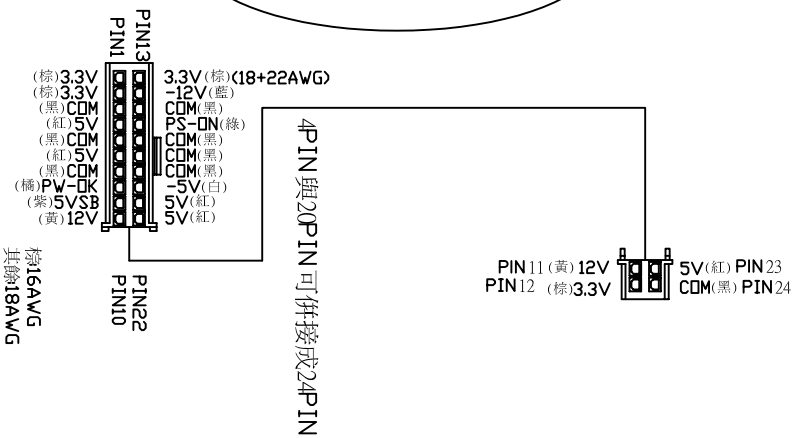 PIN1 PIN13
(棕)3.3V 3.3V(棕)(18+22AWG)
(棕)3.3V -12V(藍)
(黑)COM COM(黑)
(紅)5V PS-ON(綠)
(黑)COM COM(黑)
(紅)5V COM(黑)
(黑)COM COM(黑)
(橘)PW-OK -5V(白)
(紫)5VSB 5V(紅)
(黃)12V 5V(紅)
PIN10 PIN22
棕16AWG
其餘18AWG
4PIN與20PIN可併接成24PIN
PIN11(黃)12V 5V(紅)PIN23
PIN12(棕)3.3V COM(黑)PIN24